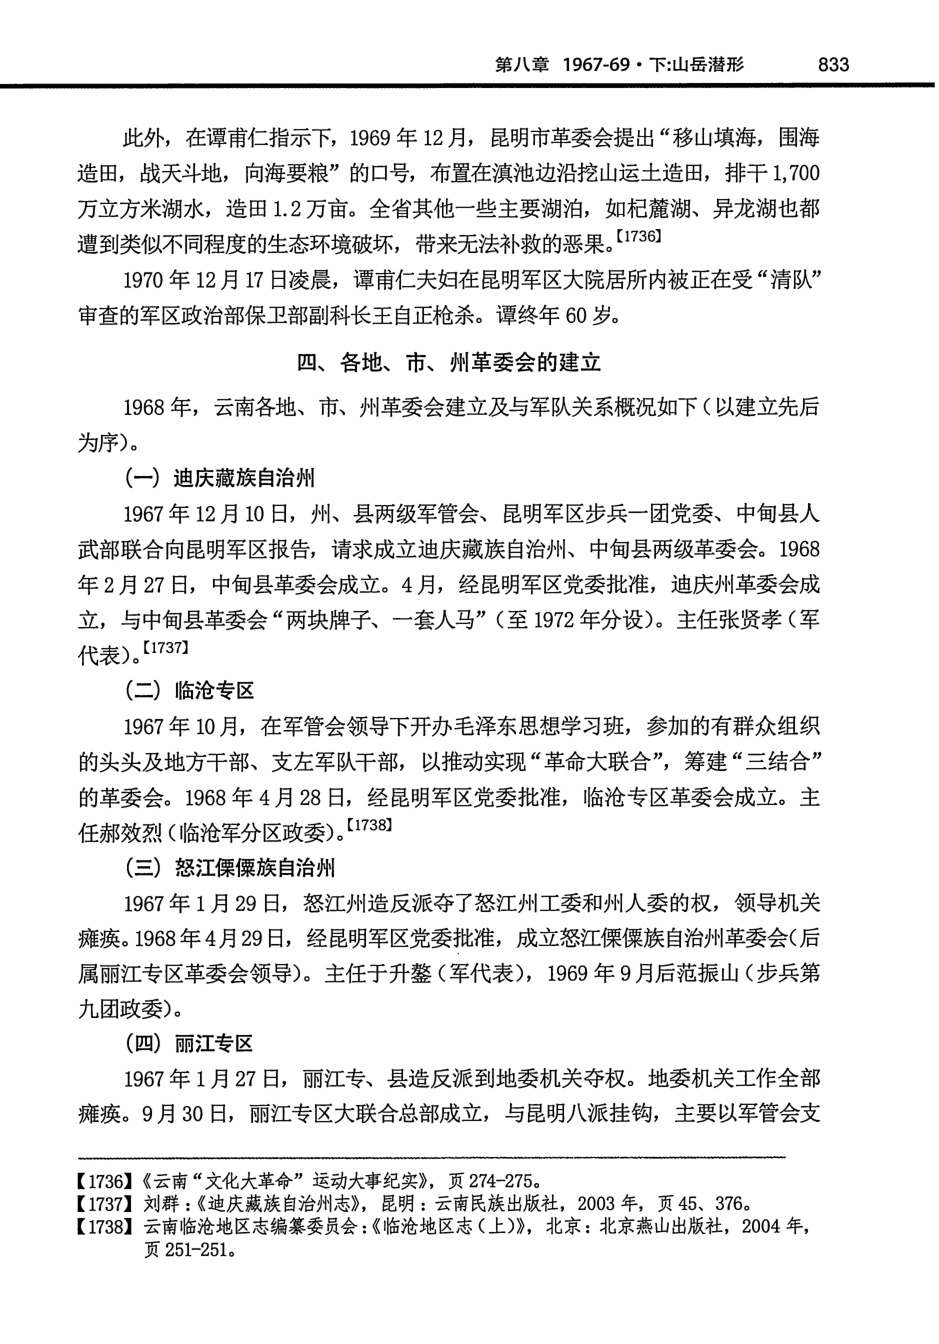 第八章 1967-69·下:山岳潜形 833
此外，在谭甫仁指示下，1969 年 12 月，昆明市革委会提出“移山填海，围海
造田，战天斗地，向海要粮”的口号，布置在滇池边沿挖山运土造田，排干 1,700
万立方米湖水，造田 1.2 万亩。全省其他一些主要湖泊，如杞麓湖、异龙湖也都
遭到类似不同程度的生态环境破坏，带来无法补救的恶果。【1736】
1970 年 12 月 17 日凌晨，谭甫仁夫妇在昆明军区大院居所内被正在受“清队”
审查的军区政治部保卫部副科长王自正枪杀。谭终年 60 岁。
四、各地、市、州革委会的建立
1968 年，云南各地、市、州革委会建立及与军队关系概况如下（以建立先后
为序）。
（一）迪庆藏族自治州
1967 年 12 月 10 日，州、县两级军管会、昆明军区步兵一团党委、中甸县人
武部联合向昆明军区报告，请求成立迪庆藏族自治州、中甸县两级革委会。1968
年 2 月 27 日，中甸县革委会成立。4 月，经昆明军区党委批准，迪庆州革委会成
立，与中甸县革委会“两块牌子、一套人马”（至 1972 年分设）。主任张贤孝（军
代表）。【1737】
（二）临沧专区
1967 年 10 月，在军管会领导下开办毛泽东思想学习班，参加的有群众组织
的头头及地方干部、支左军队干部，以推动实现“革命大联合”，筹建“三结合”
的革委会。1968 年 4 月 28 日，经昆明军区党委批准，临沧专区革委会成立。主
任郝效烈（临沧军分区政委）。【1738】
（三）怒江傈僳族自治州
1967 年 1 月 29 日，怒江州造反派夺了怒江州工委和州人委的权，领导机关
瘫痪。1968 年 4 月 29 日，经昆明军区党委批准，成立怒江傈僳族自治州革委会（后
属丽江专区革委会领导）。主任于升鏊（军代表），1969 年 9 月后范振山（步兵第
九团政委）。
（四）丽江专区
1967 年 1 月 27 日，丽江专、县造反派到地委机关夺权。地委机关工作全部
瘫痪。9 月 30 日，丽江专区大联合总部成立，与昆明八派挂钩，主要以军管会支
【1736】《云南“文化大革命”运动大事纪实》，页 274-275。
【1737】 刘群：《迪庆藏族自治州志》，昆明：云南民族出版社，2003 年，页 45、376。
【1738】 云南临沧地区志编纂委员会：《临沧地区志（上）》，北京：北京燕山出版社，2004 年，
页 251-251。